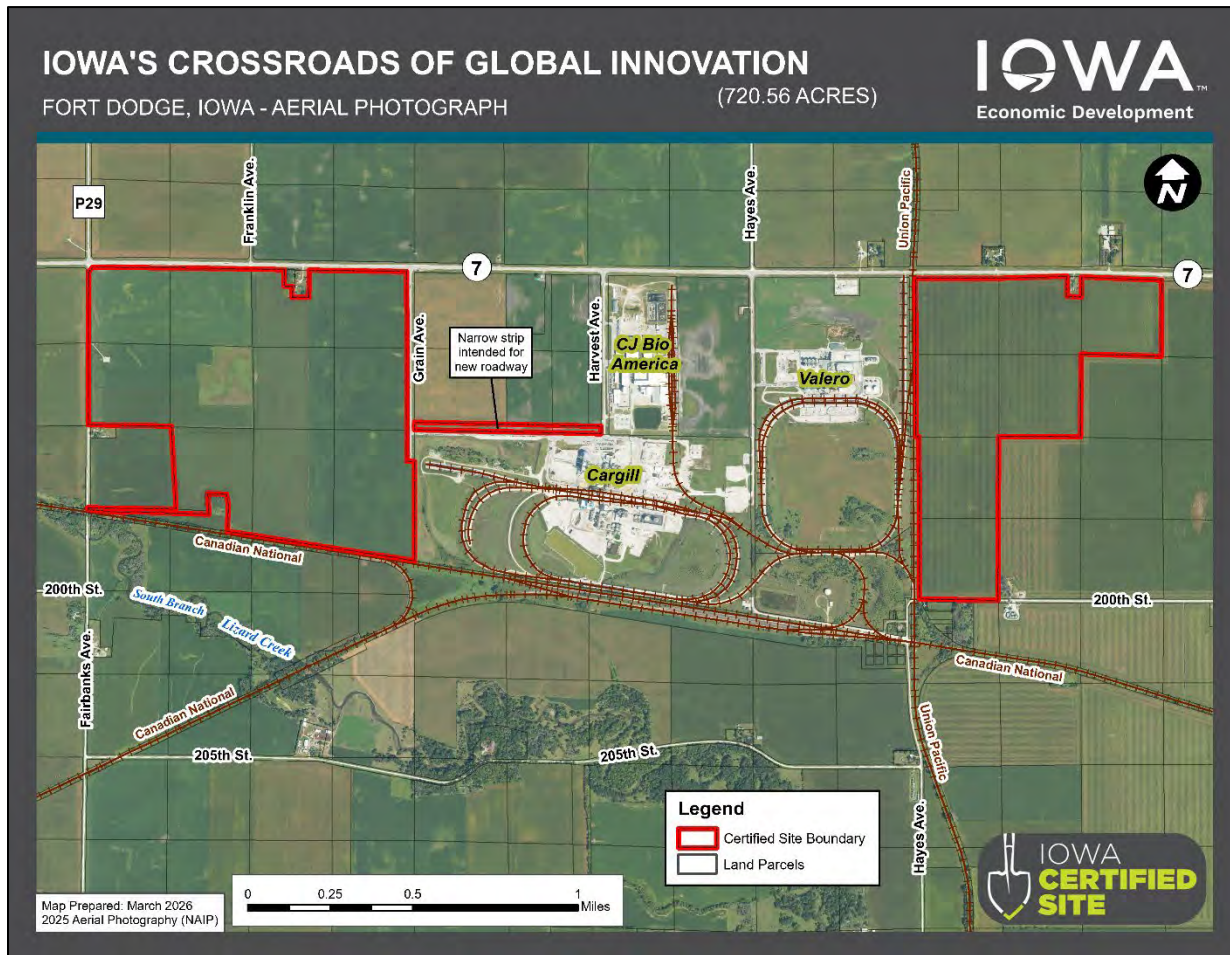 IOWA'S CROSSROADS OF GLOBAL INNOVATION
(720.56 ACRES)
FORT DODGE, IOWA - AERIAL PHOTOGRAPH
IOWA™
Economic Development
P29
Franklin Ave.
Hayes Ave.
Union Pacific
N
7
7
Grain Ave.
Narrow strip
intended for
new roadway
Harvest Ave.
CJ Bio
America
Valero
Cargill
Canadian National
200th St.
South Branch
Lizard Creek
200th St.
Fairbanks Ave.
Canadian National
Canadian National
205th St.
205th St.
Union Pacific
Hayes Ave.
Legend
Certified Site Boundary
Land Parcels
Map Prepared: March 2026
2025 Aerial Photography (NAIP)
0 0.25 0.5 1
Miles
IOWA
CERTIFIED
SITE